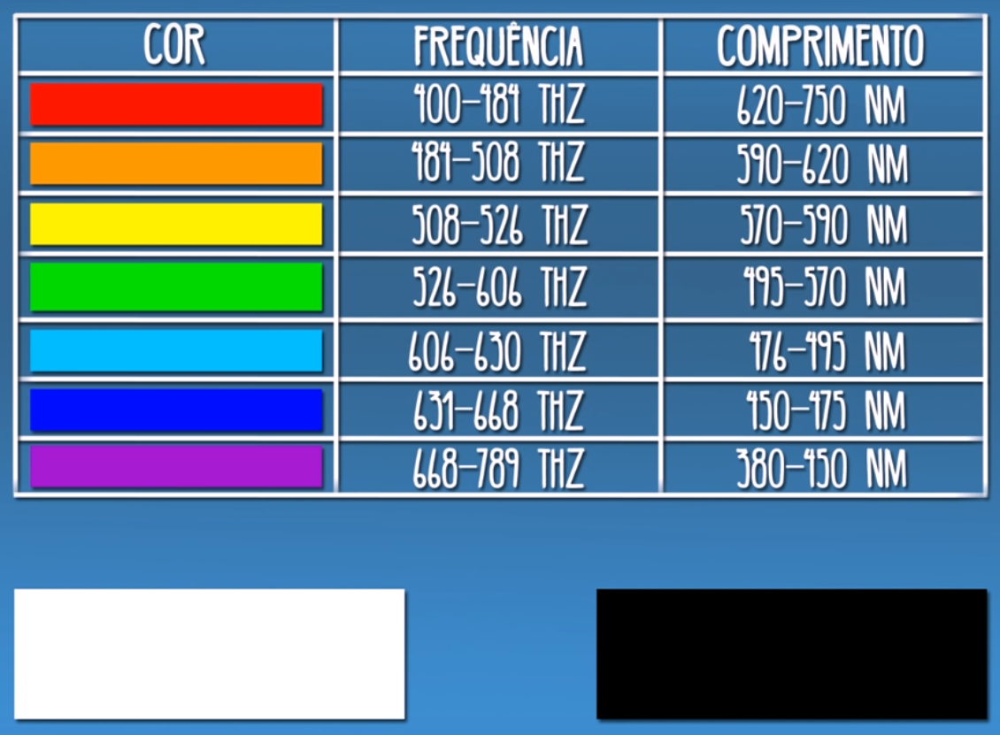 COR FREQUÊNCIA COMPRIMENTO
400-484 THZ 620-750 NM
484-508 THZ 590-620 NM
508-526 THZ 570-590 NM
526-606 THZ 495-570 NM
606-630 THZ 476-495 NM
631-668 THZ 450-475 NM
668-789 THZ 380-450 NM